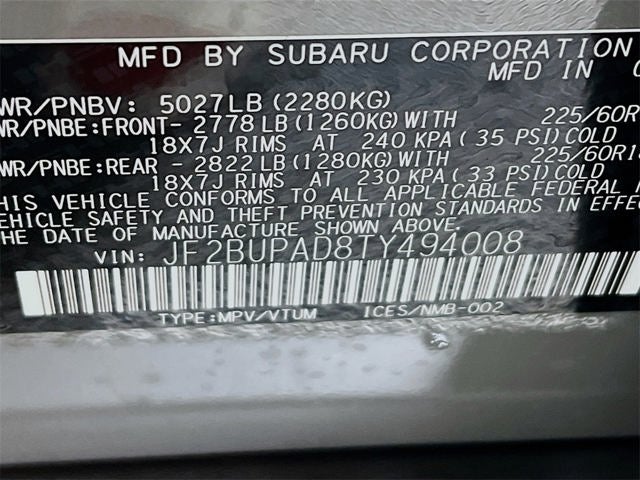 MFD BY SUBARU CORPORATION
MFD IN
WR/PNBV: 5027LB (2280KG)
WR/PNBE:FRONT- 2778 LB (1260KG) WITH 225/60R
18X7J RIMS AT 240 KPA ( 35 PSI) COLD
WR/PNBE:REAR - 2822 LB (1280KG) WITH 225/60R18
18X7J RIMS AT 230 KPA ( 33 PSI) COLD
THIS VEHICLE CONFORMS TO ALL APPLICABLE FEDERAL
VEHICLE SAFETY AND THEFT PREVENTION STANDARDS IN EFFEC
THE DATE OF MANUFACTURE SHOWN ABOVE.
VIN: JF2BUPAD8TY494008
TYPE:MPV/VTUM ICES/NMB-002